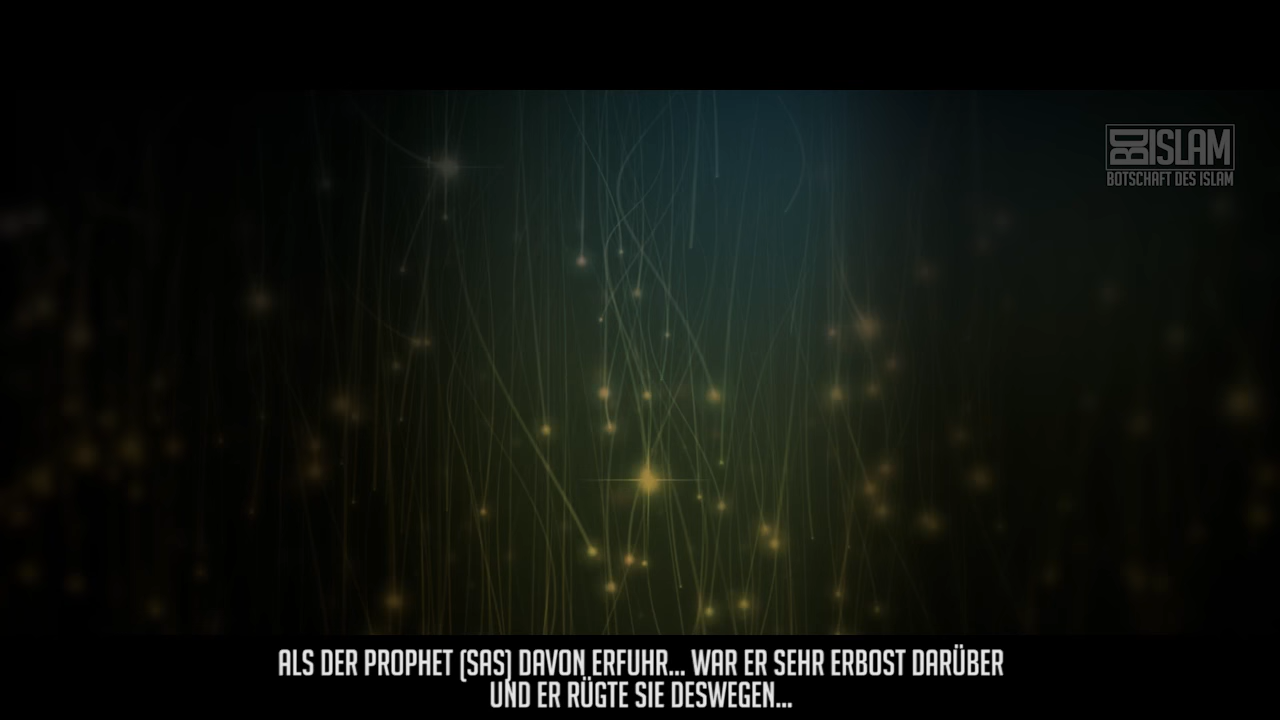 BDISLAM
BOTSCHAFT DES ISLAM
ALS DER PROPHET (SAS) DAVON ERFUHR... WAR ER SEHR ERBOST DARÜBER
UND ER RÜGTE SIE DESWEGEN...